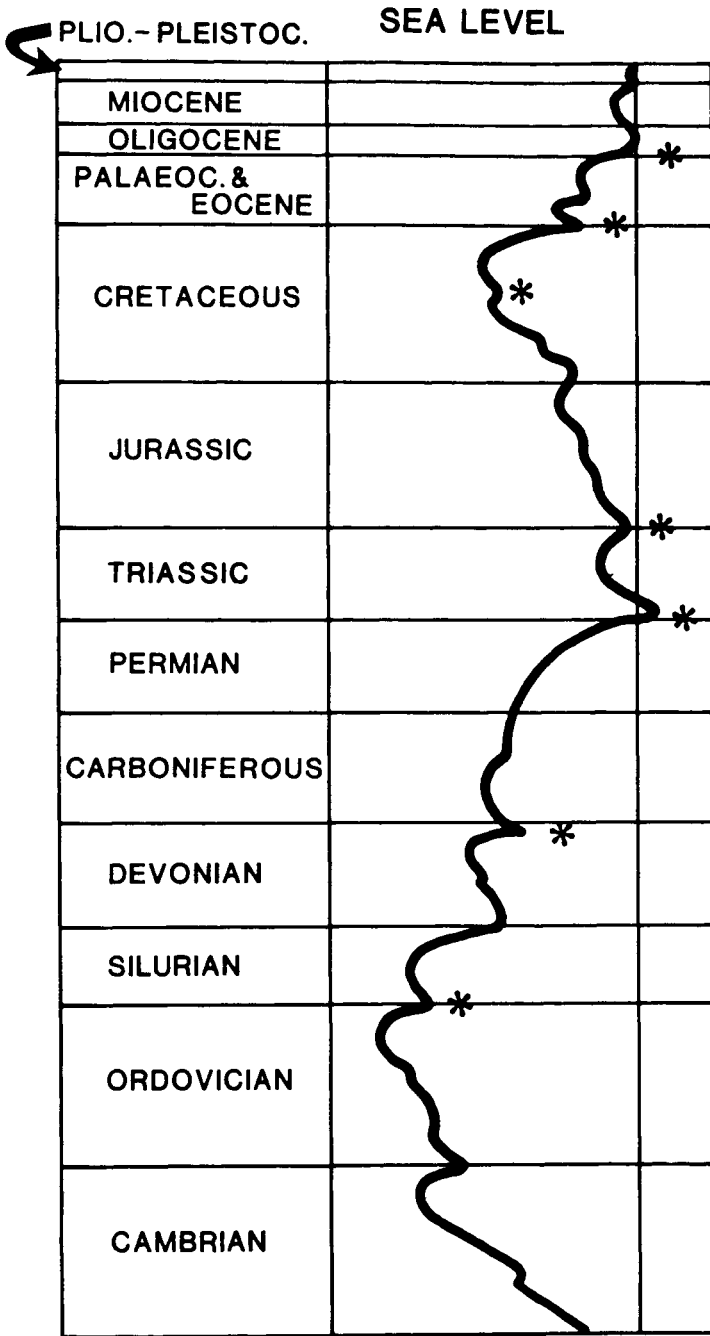 SEA LEVEL
PLIO.-PLEISTOC.
MIOCENE
OLIGOCENE
PALAEOC. &
EOCENE
CRETACEOUS
JURASSIC
TRIASSIC
PERMIAN
CARBONIFEROUS
DEVONIAN
SILURIAN
ORDOVICIAN
CAMBRIAN